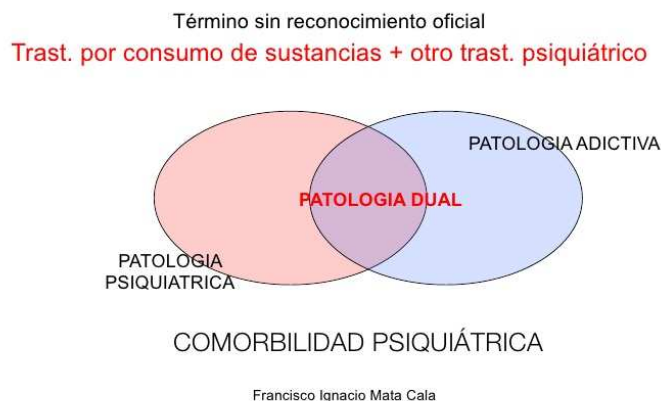 Término sin reconocimiento oficial
Trast. por consumo de sustancias + otro trast. psiquiátrico
PATOLOGIA ADICTIVA
PATOLOGIA DUAL
PATOLOGIA
PSIQUIATRICA
COMORBILIDAD PSIQUIÁTRICA
Francisco Ignacio Mata Cala